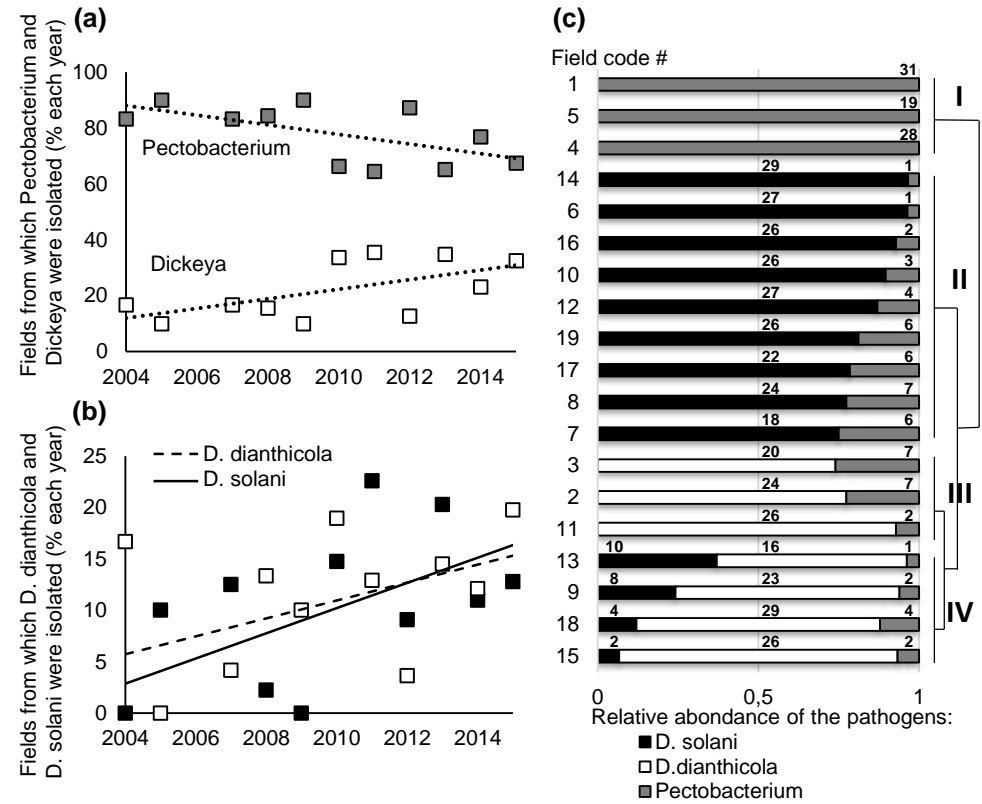 (a)
Fields from which Pectobacterium and
Dickeya were isolated (% each year)
100
80
60
40
20
0
Pectobacterium
Dickeya
2004 2006 2008 2010 2012 2014
(b)
Fields from which D. dianthicola and
D. solani were isolated (% each year)
25
20
15
10
5
0
D. dianthicola
D. solani
2004 2006 2008 2010 2012 2014
(c)
Field code #
1 31
5 19
4 28
14 29 1
6 27 1
16 26 2
10 26 3
12 27 4
19 26 6
17 22 6
8 24 7
7 18 6
3 20 7
2 24 7
11 26 2
13 10 16 1
9 8 23 2
18 4 29 4
15 2 26 2
I
II
III
IV
0 0,5 1
Relative abundance of the pathogens:
D. solani
D.dianthicola
Pectobacterium